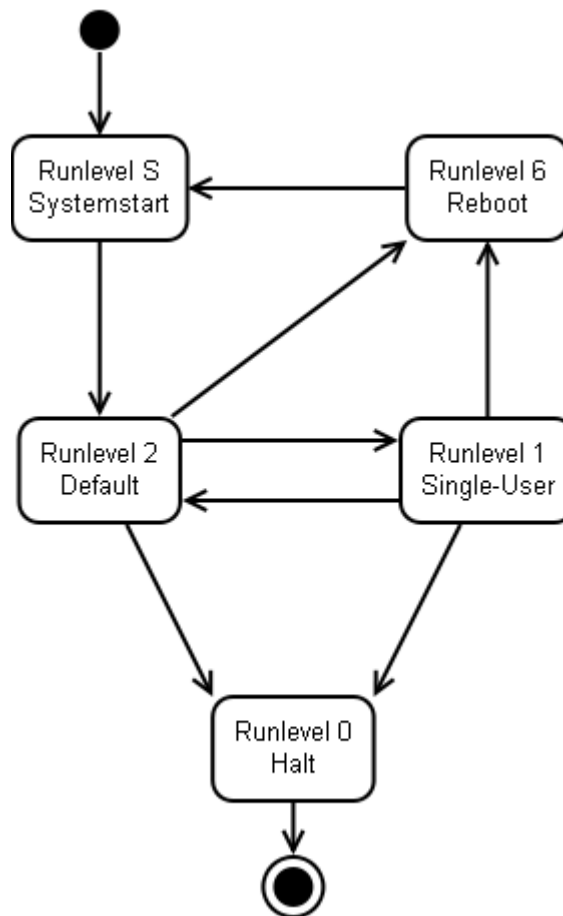 Runlevel S
Systemstart
Runlevel 6
Reboot
Runlevel 2
Default
Runlevel 1
Single-User
Runlevel 0
Halt